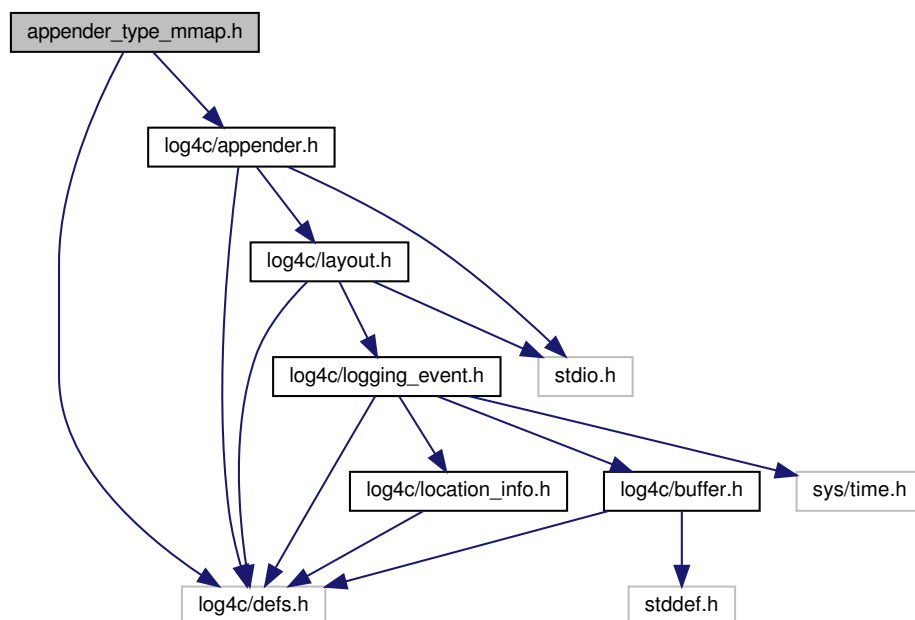 appender_type_mmap.h
log4c/appender.h
log4c/layout.h
log4c/logging_event.h
stdio.h
log4c/location_info.h
log4c/buffer.h
sys/time.h
log4c/defs.h
stddef.h